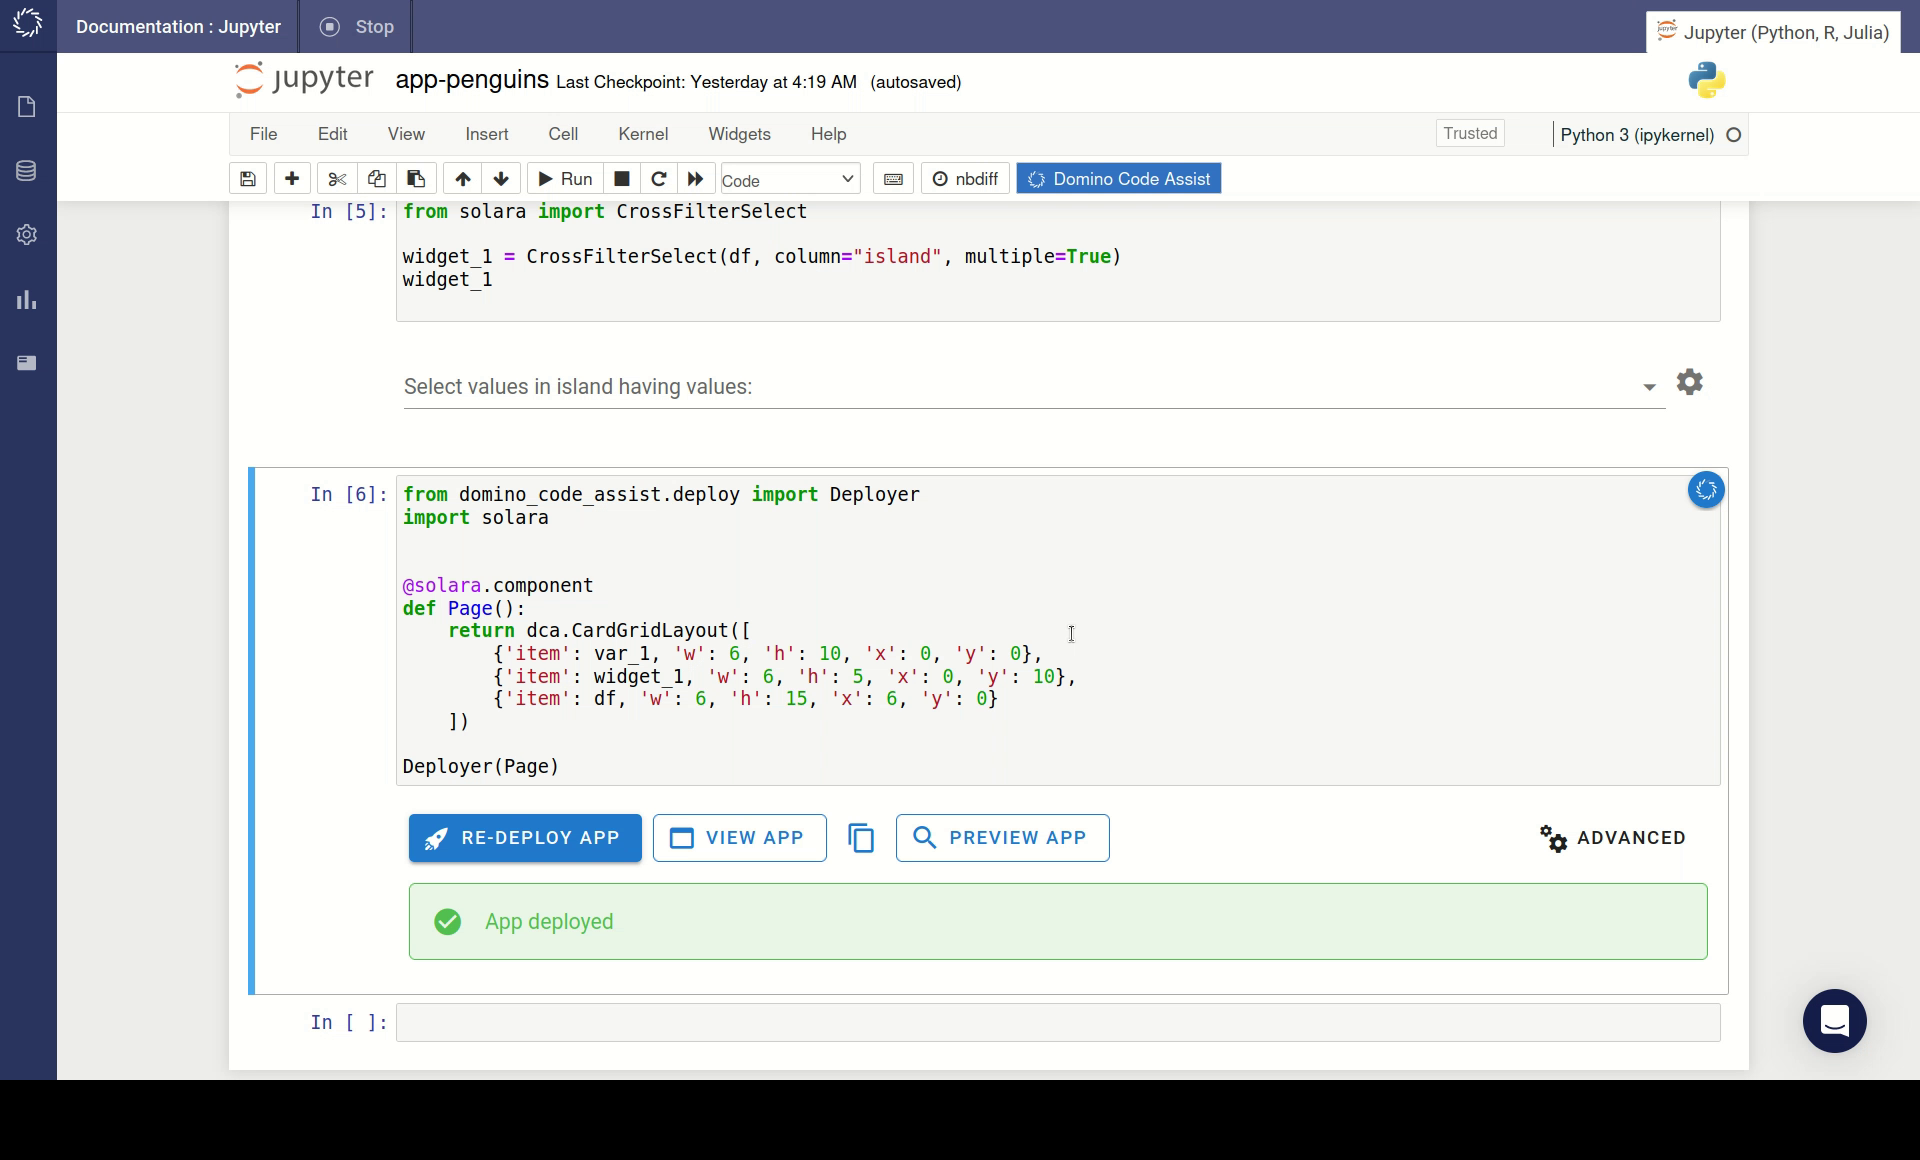 Documentation : Jupyter
Stop
Jupyter (Python, R, Julia)
jupyter app-penguins Last Checkpoint: Yesterday at 4:19 AM (autosaved)
File Edit View Insert Cell Kernel Widgets Help
Trusted
Python 3 (ipykernel)
Run
Code
nbdiff
Domino Code Assist
In [5]: from solara import CrossFilterSelect
widget_1 = CrossFilterSelect(df, column="island", multiple=True)
widget_1
Select values in island having values:
In [6]: from domino_code_assist.deploy import Deployer
import solara
@solara.component
def Page():
    return dca.CardGridLayout([
        {'item': var_1, 'w': 6, 'h': 10, 'x': 0, 'y': 0},
        {'item': widget_1, 'w': 6, 'h': 5, 'x': 0, 'y': 10},
        {'item': df, 'w': 6, 'h': 15, 'x': 6, 'y': 0}
    ])
Deployer(Page)
RE-DEPLOY APP
VIEW APP
PREVIEW APP
ADVANCED
App deployed
In [ ]: